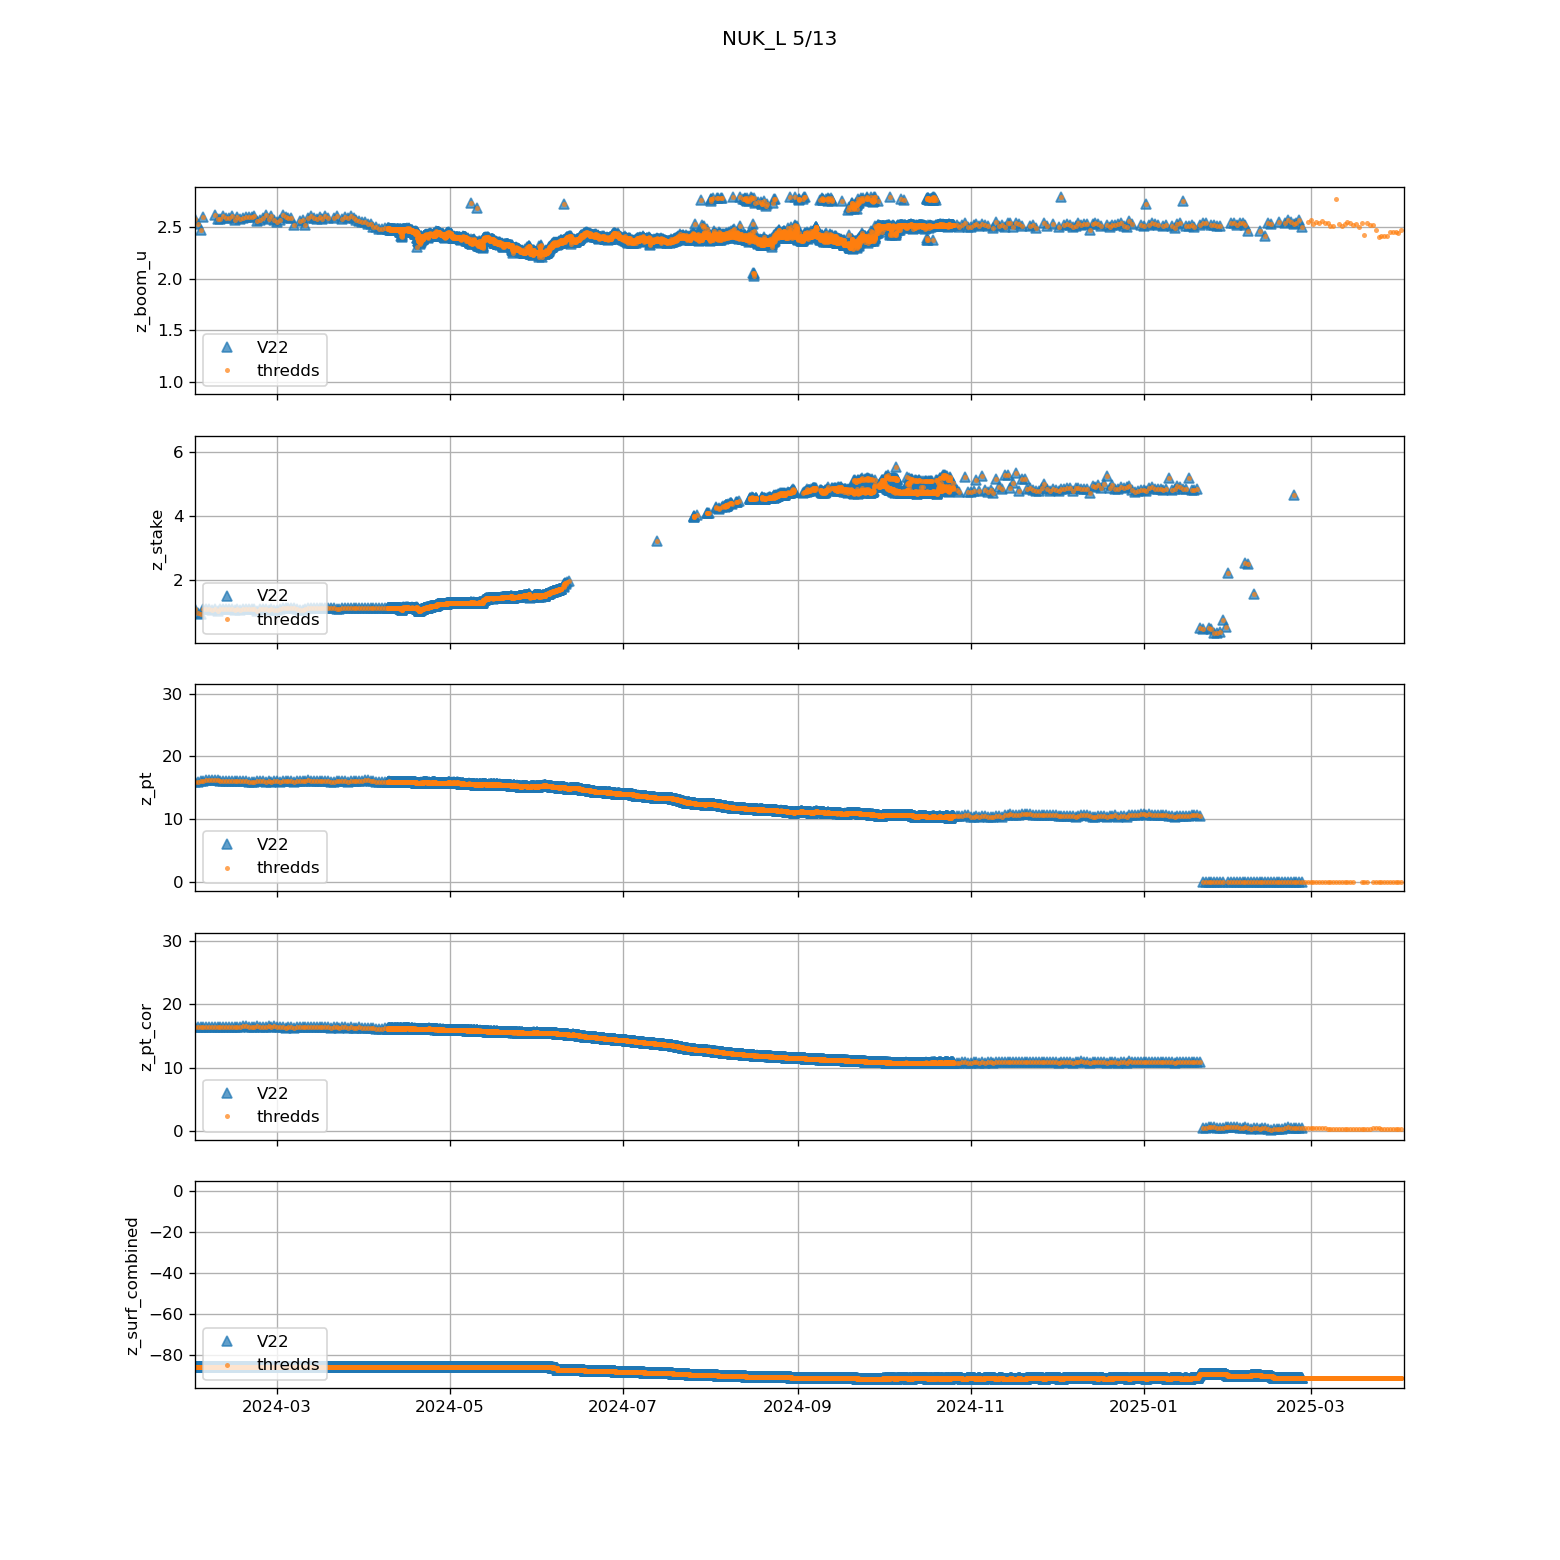 NUK_L 5/13
z_boom_u
2.5
2.0
1.5
1.0
V22
thredds
z_stake
6
4
2
V22
thredds
z_pt
30
20
10
0
V22
thredds
z_pt_cor
30
20
10
0
V22
thredds
z_surf_combined
0
−20
−40
−60
−80
V22
thredds
2024-03 2024-05 2024-07 2024-09 2024-11 2025-01 2025-03